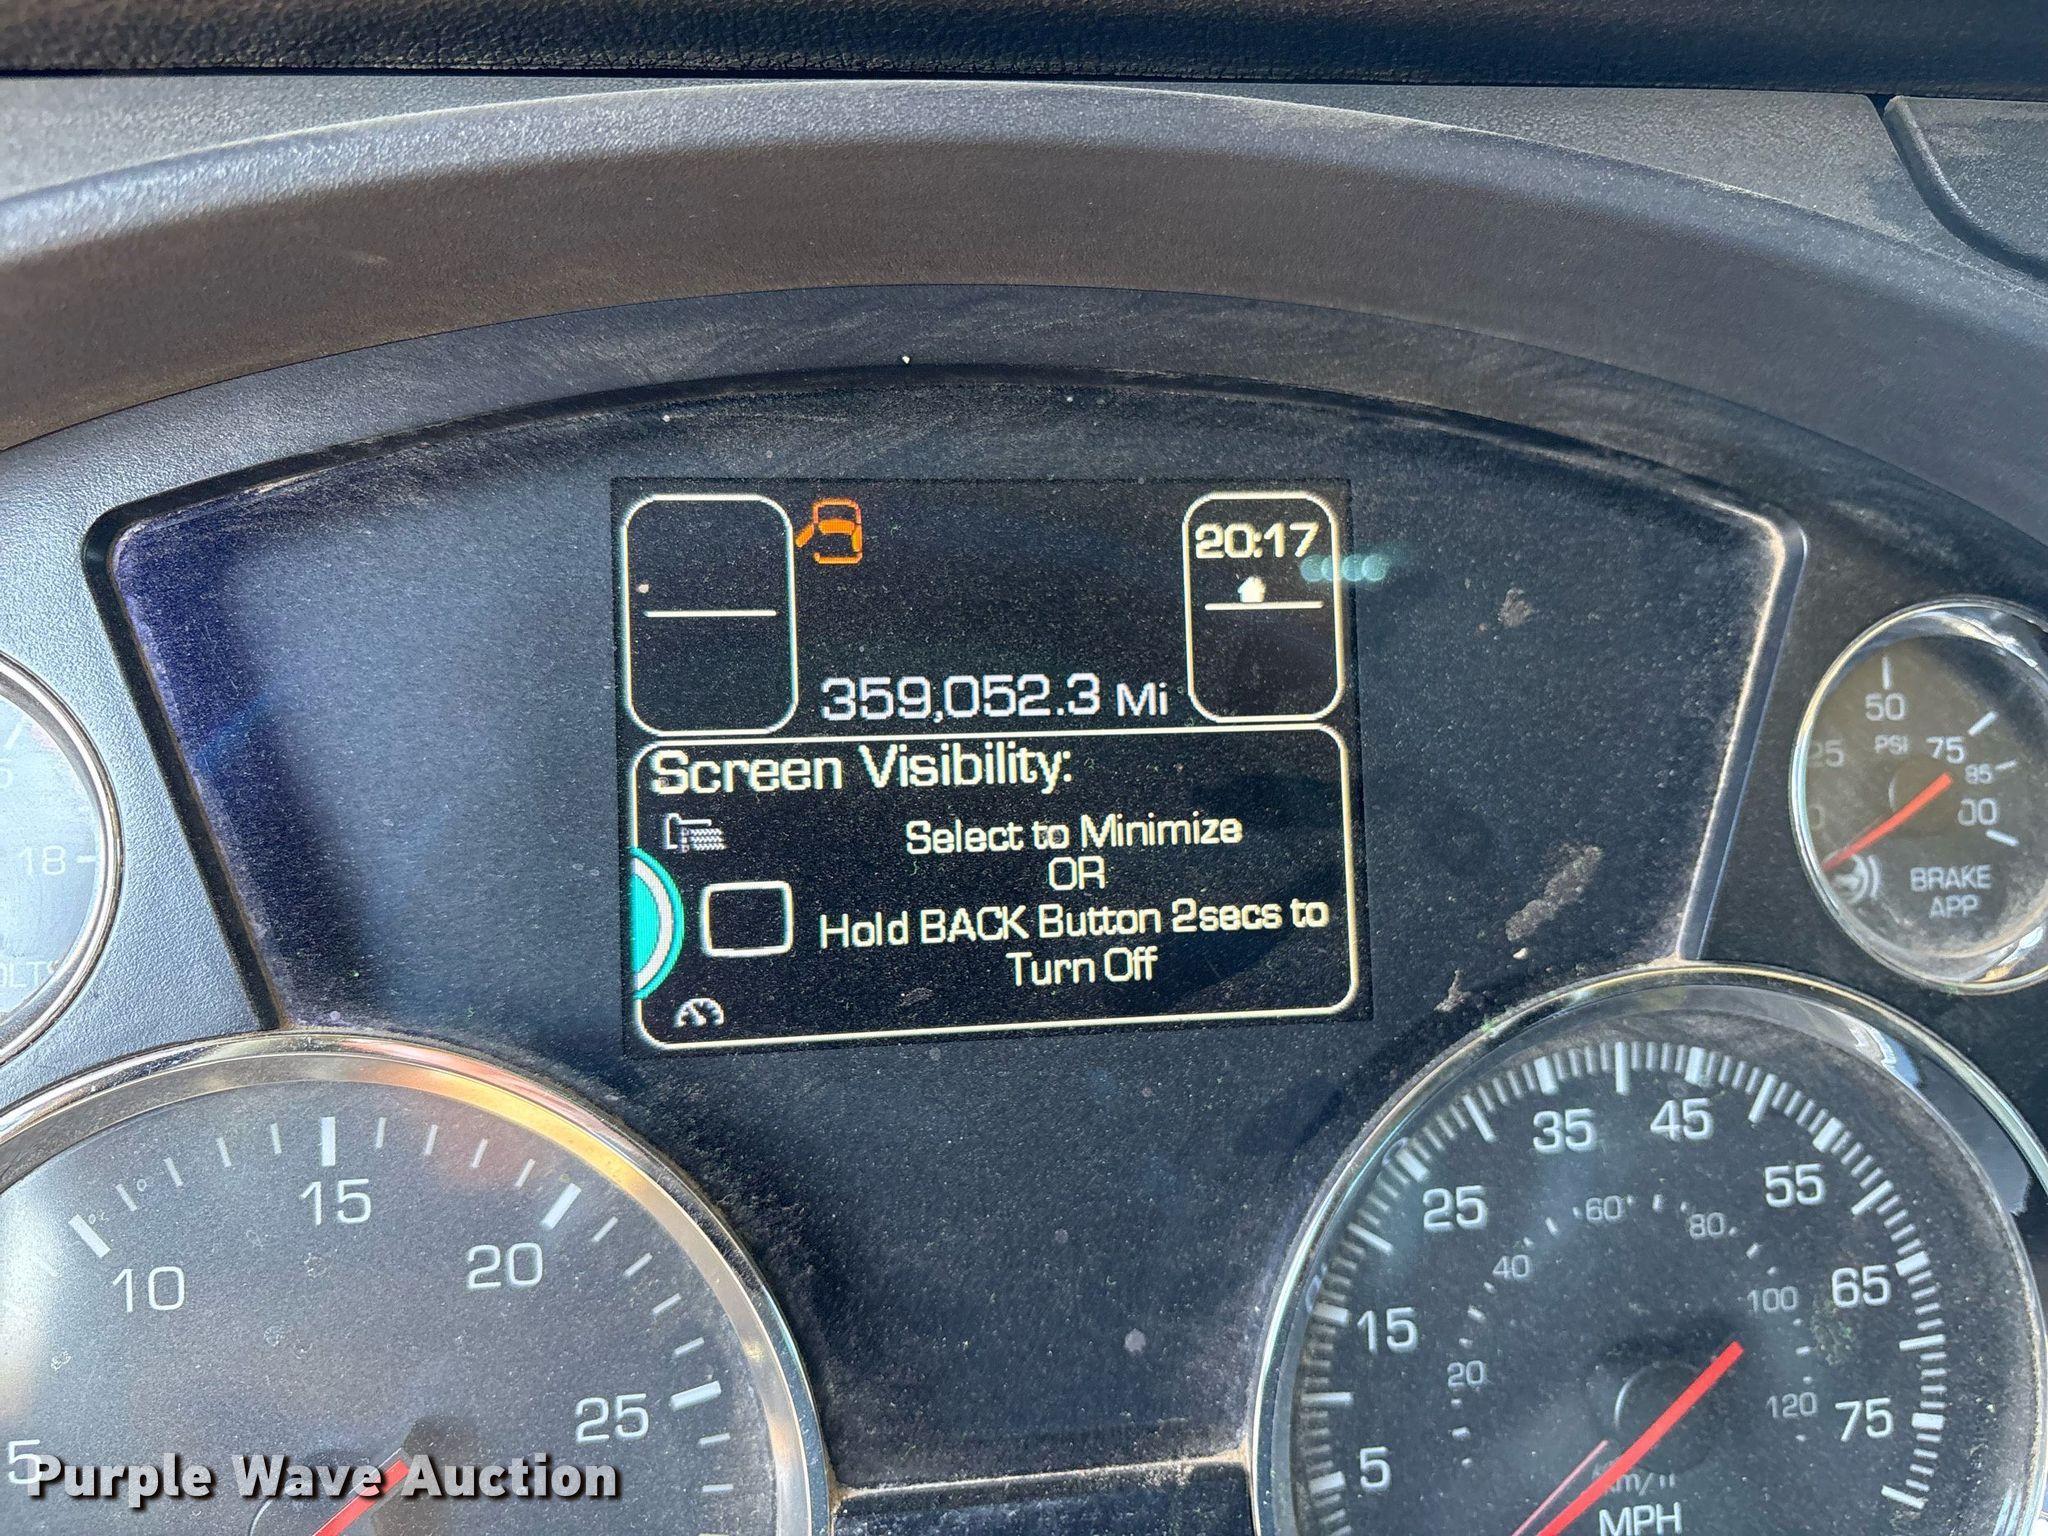 20:17
359,052.3 Mi
Screen Visibility:
Select to Minimize
OR
Hold BACK Button 2secs to
Turn Off
18
50
PSI
75
85
BRAKE
APP
5
10
15
20
25
5
15
25
35
45
55
65
75
20
40
60
80
100
120
MPH
Purple Wave Auction